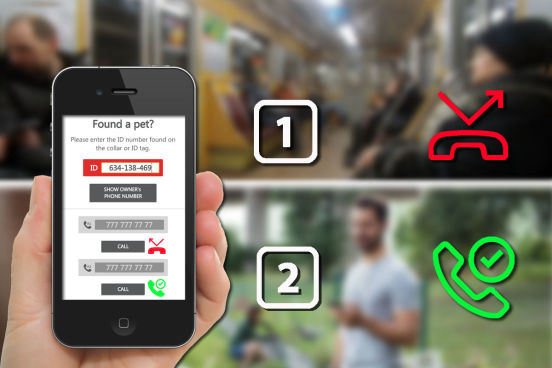 Found a pet?
Please enter the ID number found on
the collar or ID tag.
ID 634-138-469
SHOW OWNER's
PHONE NUMBER
777 777 77 77
CALL
777 777 77 77
CALL
1
2